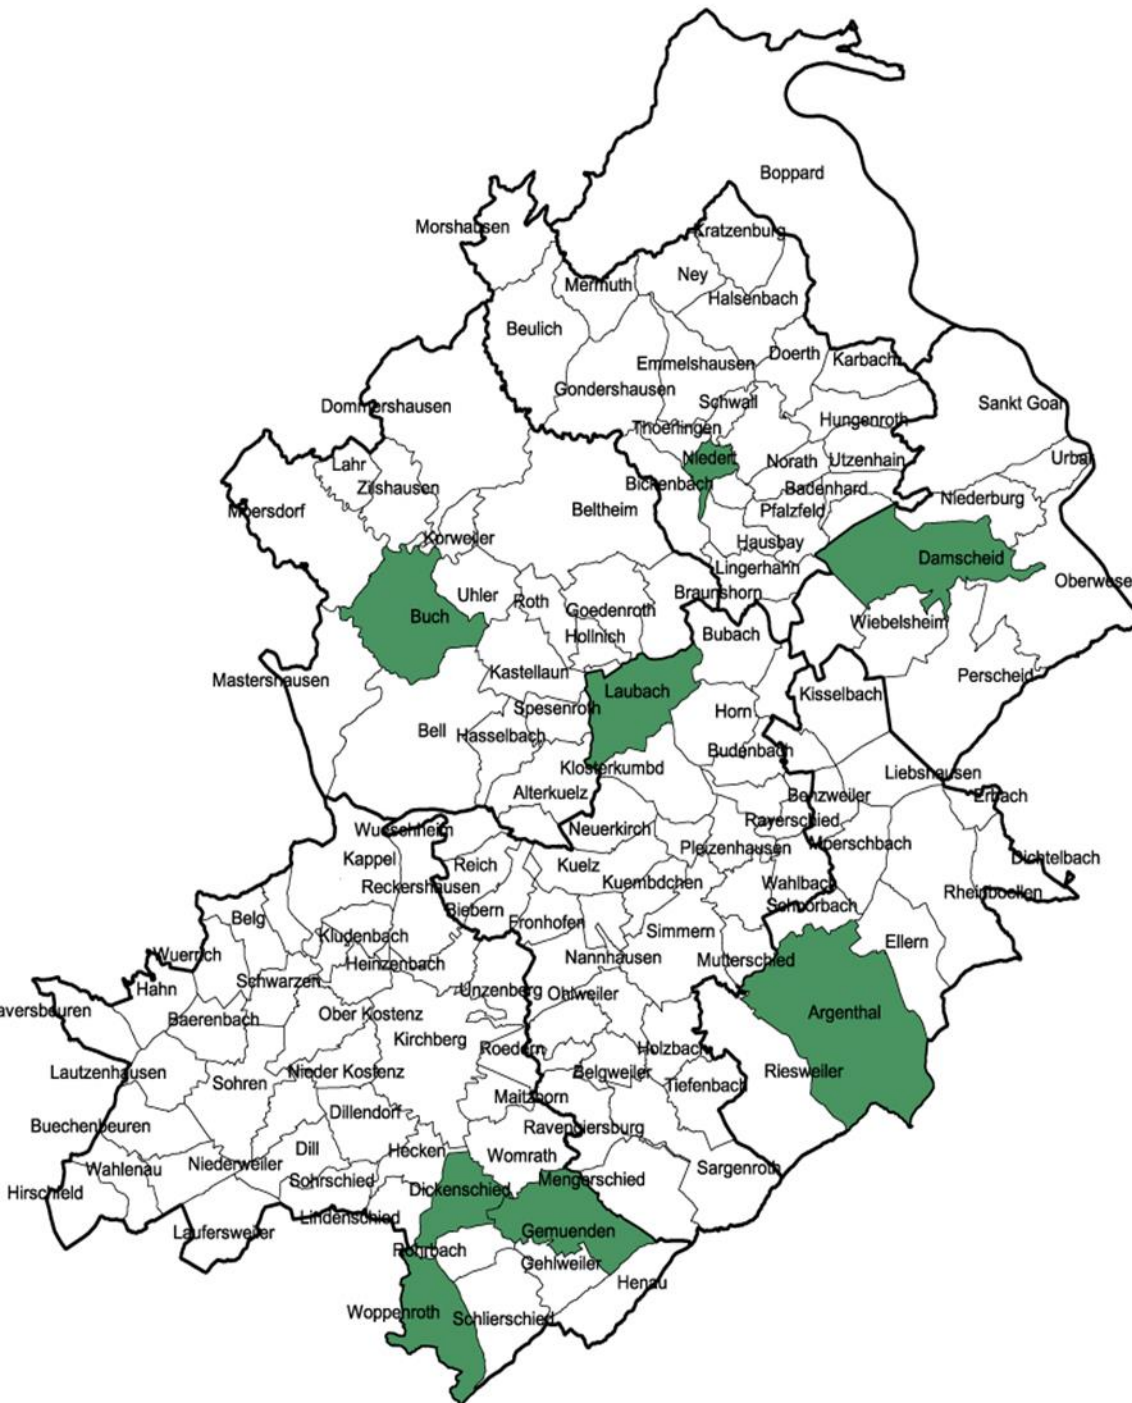 Boppard
Morshausen
Kratzenburg
Ney
Mermuth
Halsenbach
Beulich
Doerth
Karbach
Emmelshausen
Gondershausen
Schwall
Sankt Goar
Dommershausen
Hungenroth
Thoerlingen
Niedert
Norath
Utzenhain
Urbar
Lahr
Zilshausen
Bickenbach
Badenhard
Niederburg
Moersdorf
Beltheim
Pfalzfeld
Korweiler
Hausbay
Damscheid
Lingerhahn
Oberwesel
Uhler
Roth
Goedenroth
Braunshorn
Buch
Hollnich
Bubach
Wiebelsheim
Mastershausen
Kastellaun
Laubach
Kisselbach
Perscheid
Spesenroth
Horn
Bell
Hasselbach
Budenbach
Klosterkumbd
Liebshausen
Alterkuelz
Benzweiler
Erbach
Wueschheim
Neuerkirch
Rayerschied
Pleizenhausen
Moerschbach
Kappel
Reich
Kuelz
Dichtelbach
Reckershausen
Kuembdchen
Wahlbach
Rheinboellen
Biebern
Fronhofen
Schnorbach
Belg
Kludenbach
Simmern
Ellern
Wuerrich
Heinzenbach
Nannhausen
Mutterschied
Hahn
Schwarzen
Unzenberg
Ohlweiler
aversbeuren
Baerenbach
Ober Kostenz
Kirchberg
Argenthal
Roedern
Holzbach
Lautzenhausen
Sohren
Nieder Kostenz
Belgweiler
Tiefenbach
Riesweiler
Maitzborn
Buechenbeuren
Dillendorf
Ravengiersburg
Dill
Hecken
Womrath
Wahlenau
Niederweiler
Sohrschied
Dickenschied
Mengerschied
Sargenroth
Hirschfeld
Lindenschied
Laufersweiler
Gemuenden
Rohrbach
Gehlweiler
Henau
Woppenroth
Schlierschied